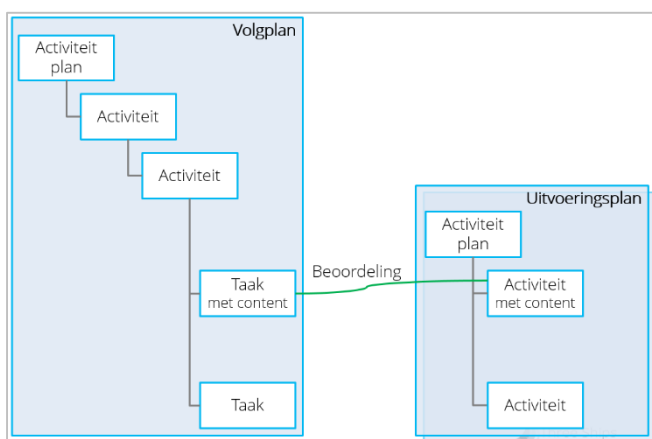 Volgplan
Activiteit
plan
Activiteit
Activiteit
Taak
met content
Taak
Beoordeling
Uitvoeringsplan
Activiteit
plan
Activiteit
met content
Activiteit